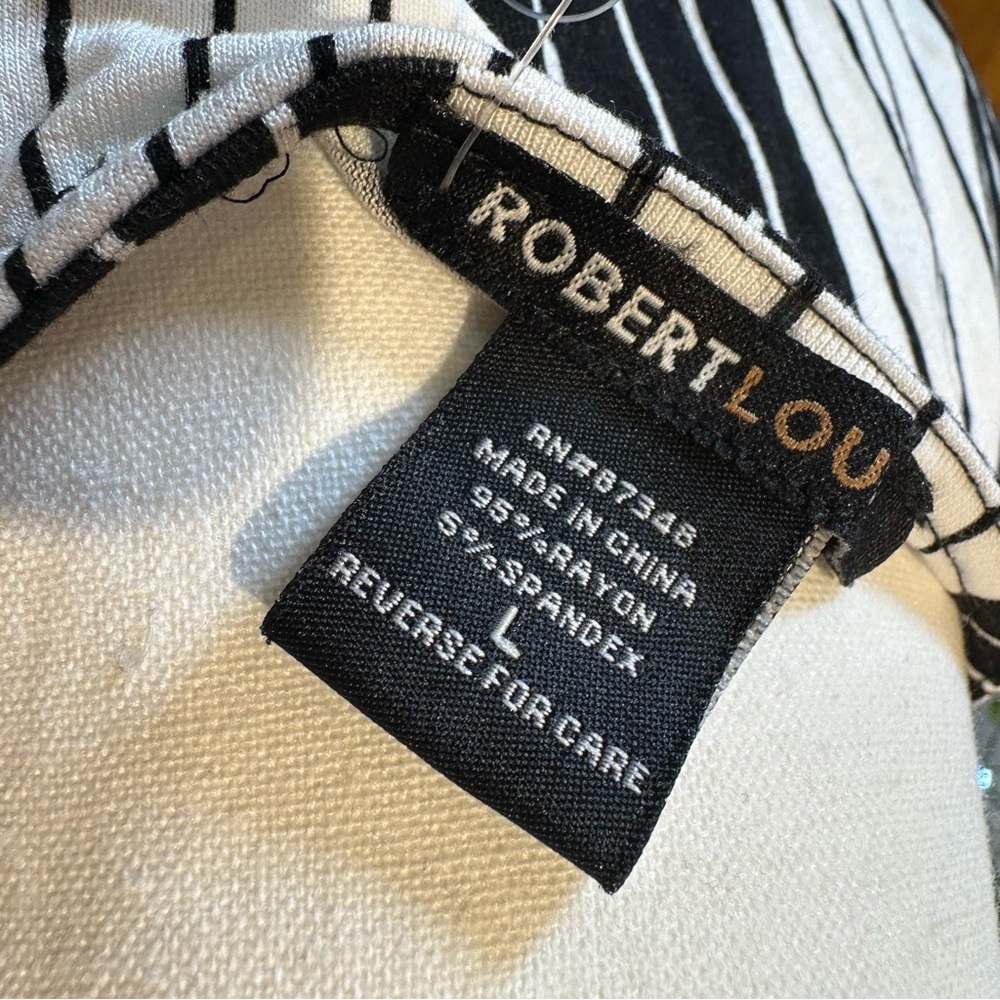 ROBERTLOU
RN#87348
MADE IN CHINA
95%RAYON
5%SPANDEX
L
REVERSE FOR CARE